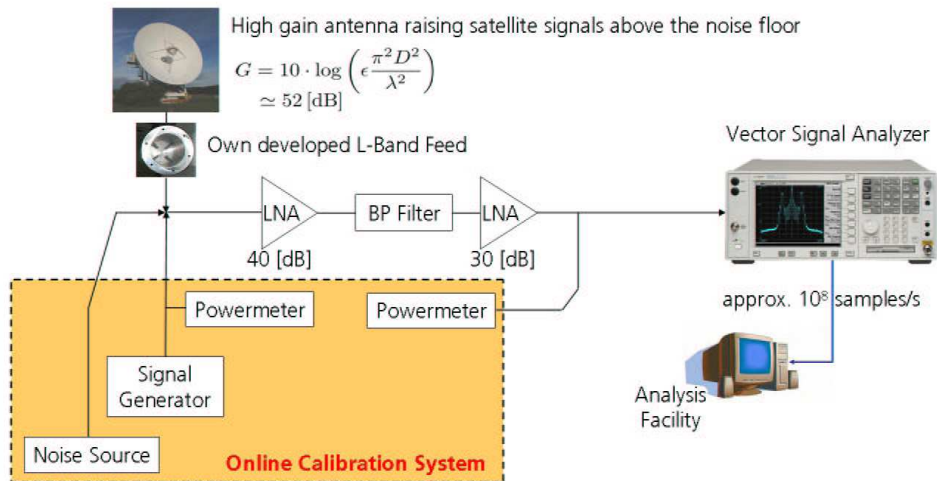 High gain antenna raising satellite signals above the noise floor
G = 10 · log ( ϵ π² D² / λ² )
≃ 52 [dB]
Own developed L-Band Feed
Vector Signal Analyzer
LNA
BP Filter
LNA
40 [dB]
30 [dB]
Powermeter
Powermeter
approx. 10⁸ samples/s
Signal
Generator
Analysis
Facility
Noise Source
Online Calibration System